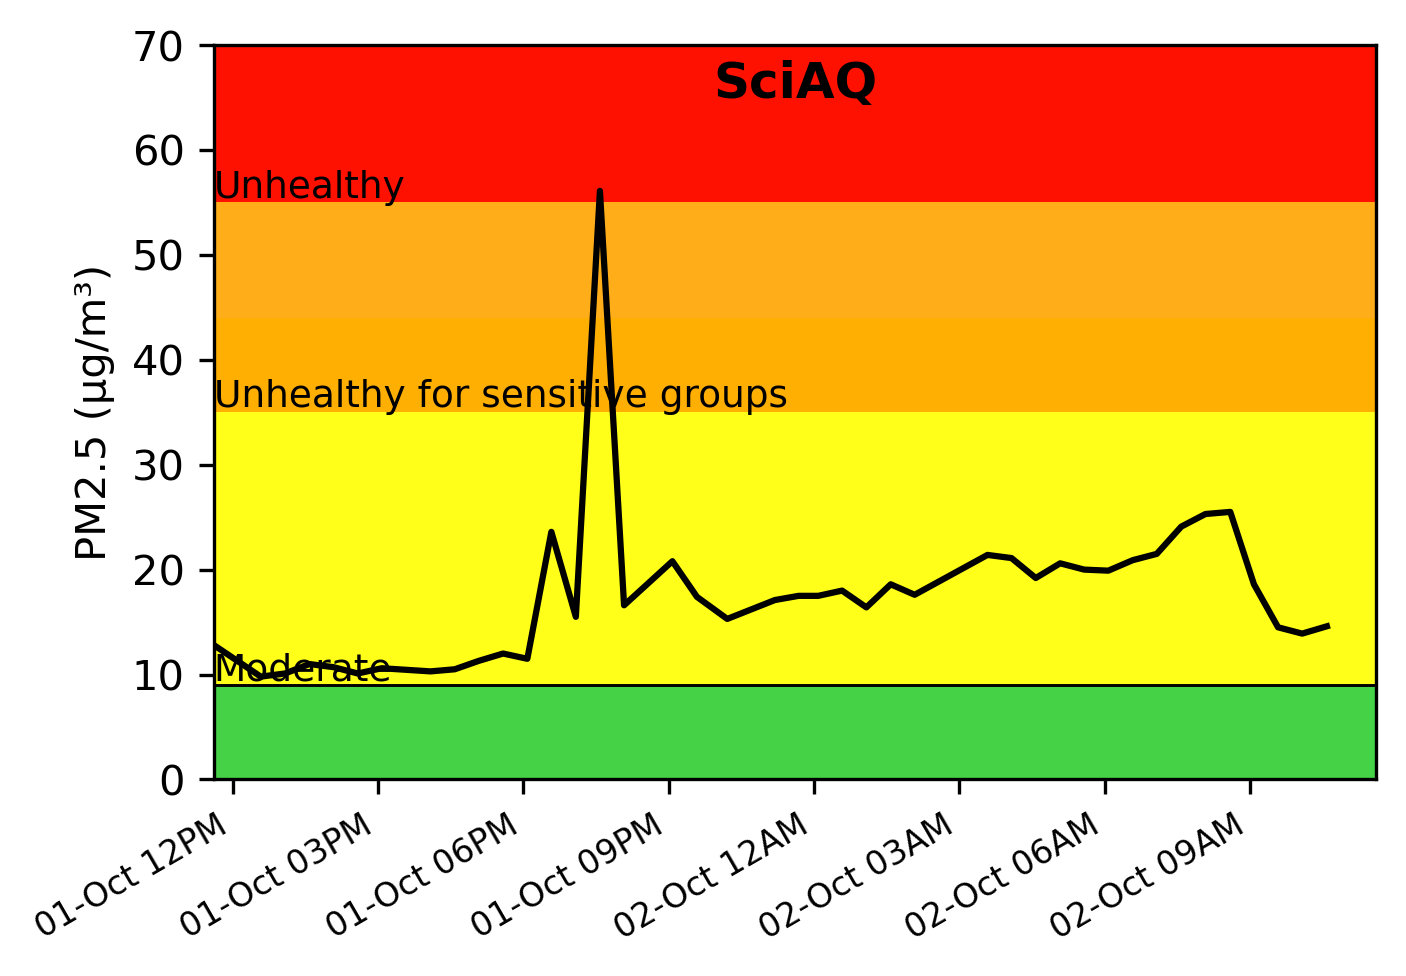 SciAQ
70
60
50
40
30
20
10
0
PM2.5 (µg/m³)
Unhealthy
Unhealthy for sensitive groups
Moderate
01-Oct 12PM
01-Oct 03PM
01-Oct 06PM
01-Oct 09PM
02-Oct 12AM
02-Oct 03AM
02-Oct 06AM
02-Oct 09AM